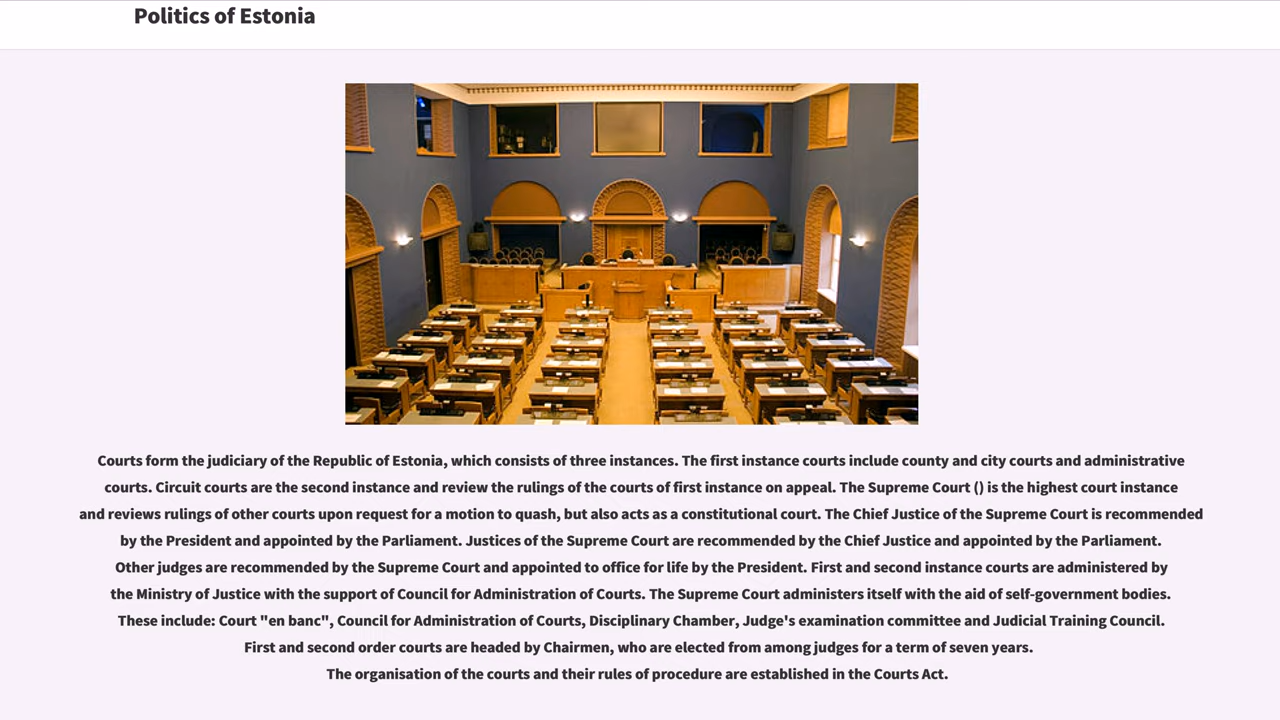 Politics of Estonia
Courts form the judiciary of the Republic of Estonia, which consists of three instances. The first instance courts include county and city courts and administrative
courts. Circuit courts are the second instance and review the rulings of the courts of first instance on appeal. The Supreme Court () is the highest court instance
and reviews rulings of other courts upon request for a motion to quash, but also acts as a constitutional court. The Chief Justice of the Supreme Court is recommended
by the President and appointed by the Parliament. Justices of the Supreme Court are recommended by the Chief Justice and appointed by the Parliament.
Other judges are recommended by the Supreme Court and appointed to office for life by the President. First and second instance courts are administered by
the Ministry of Justice with the support of Council for Administration of Courts. The Supreme Court administers itself with the aid of self-government bodies.
These include: Court "en banc", Council for Administration of Courts, Disciplinary Chamber, Judge's examination committee and Judicial Training Council.
First and second order courts are headed by Chairmen, who are elected from among judges for a term of seven years.
The organisation of the courts and their rules of procedure are established in the Courts Act.